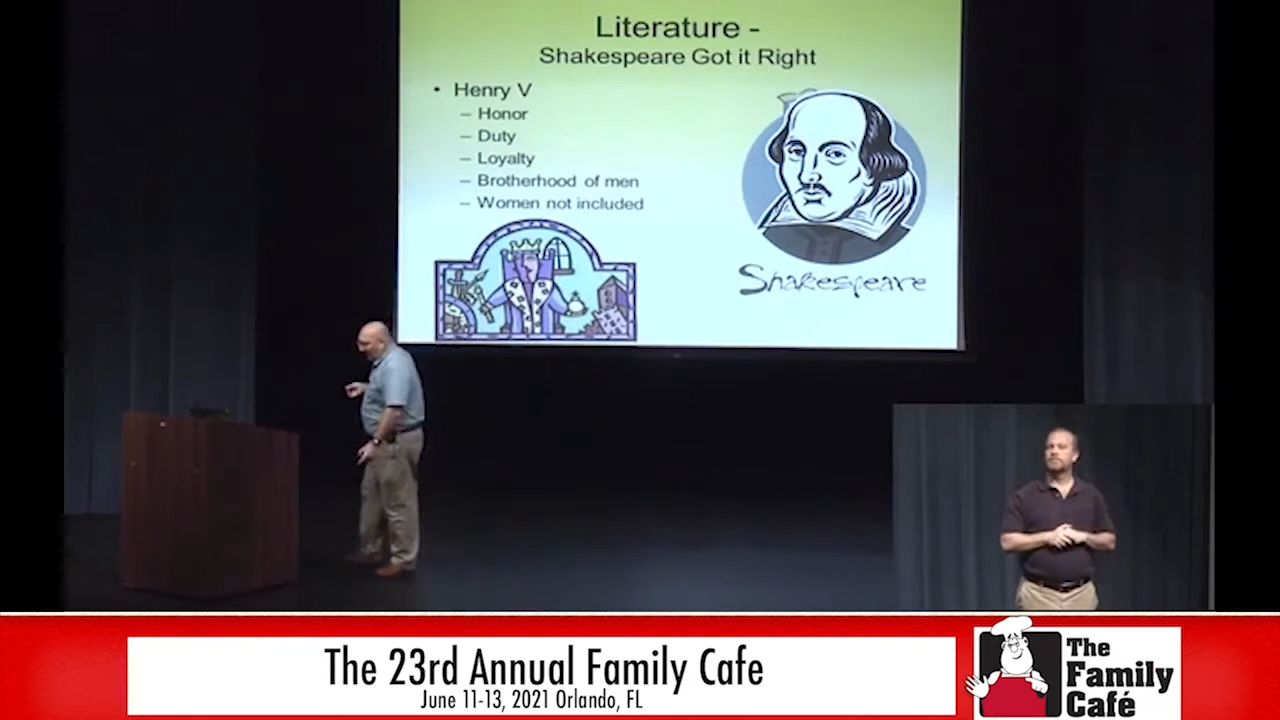 Literature -
Shakespeare Got it Right
• Henry V
– Honor
– Duty
– Loyalty
– Brotherhood of men
– Women not included
Shakespeare
The 23rd Annual Family Cafe
June 11-13, 2021 Orlando, FL
The
Family
Café